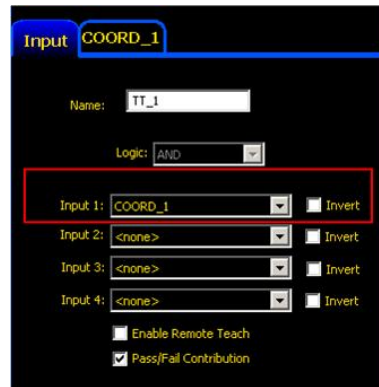 Input COORD_1
Name: TT_1
Logic: AND
Input 1: COORD_1 Invert
Input 2: <none> Invert
Input 3: <none> Invert
Input 4: <none> Invert
Enable Remote Teach
Pass/Fail Contribution